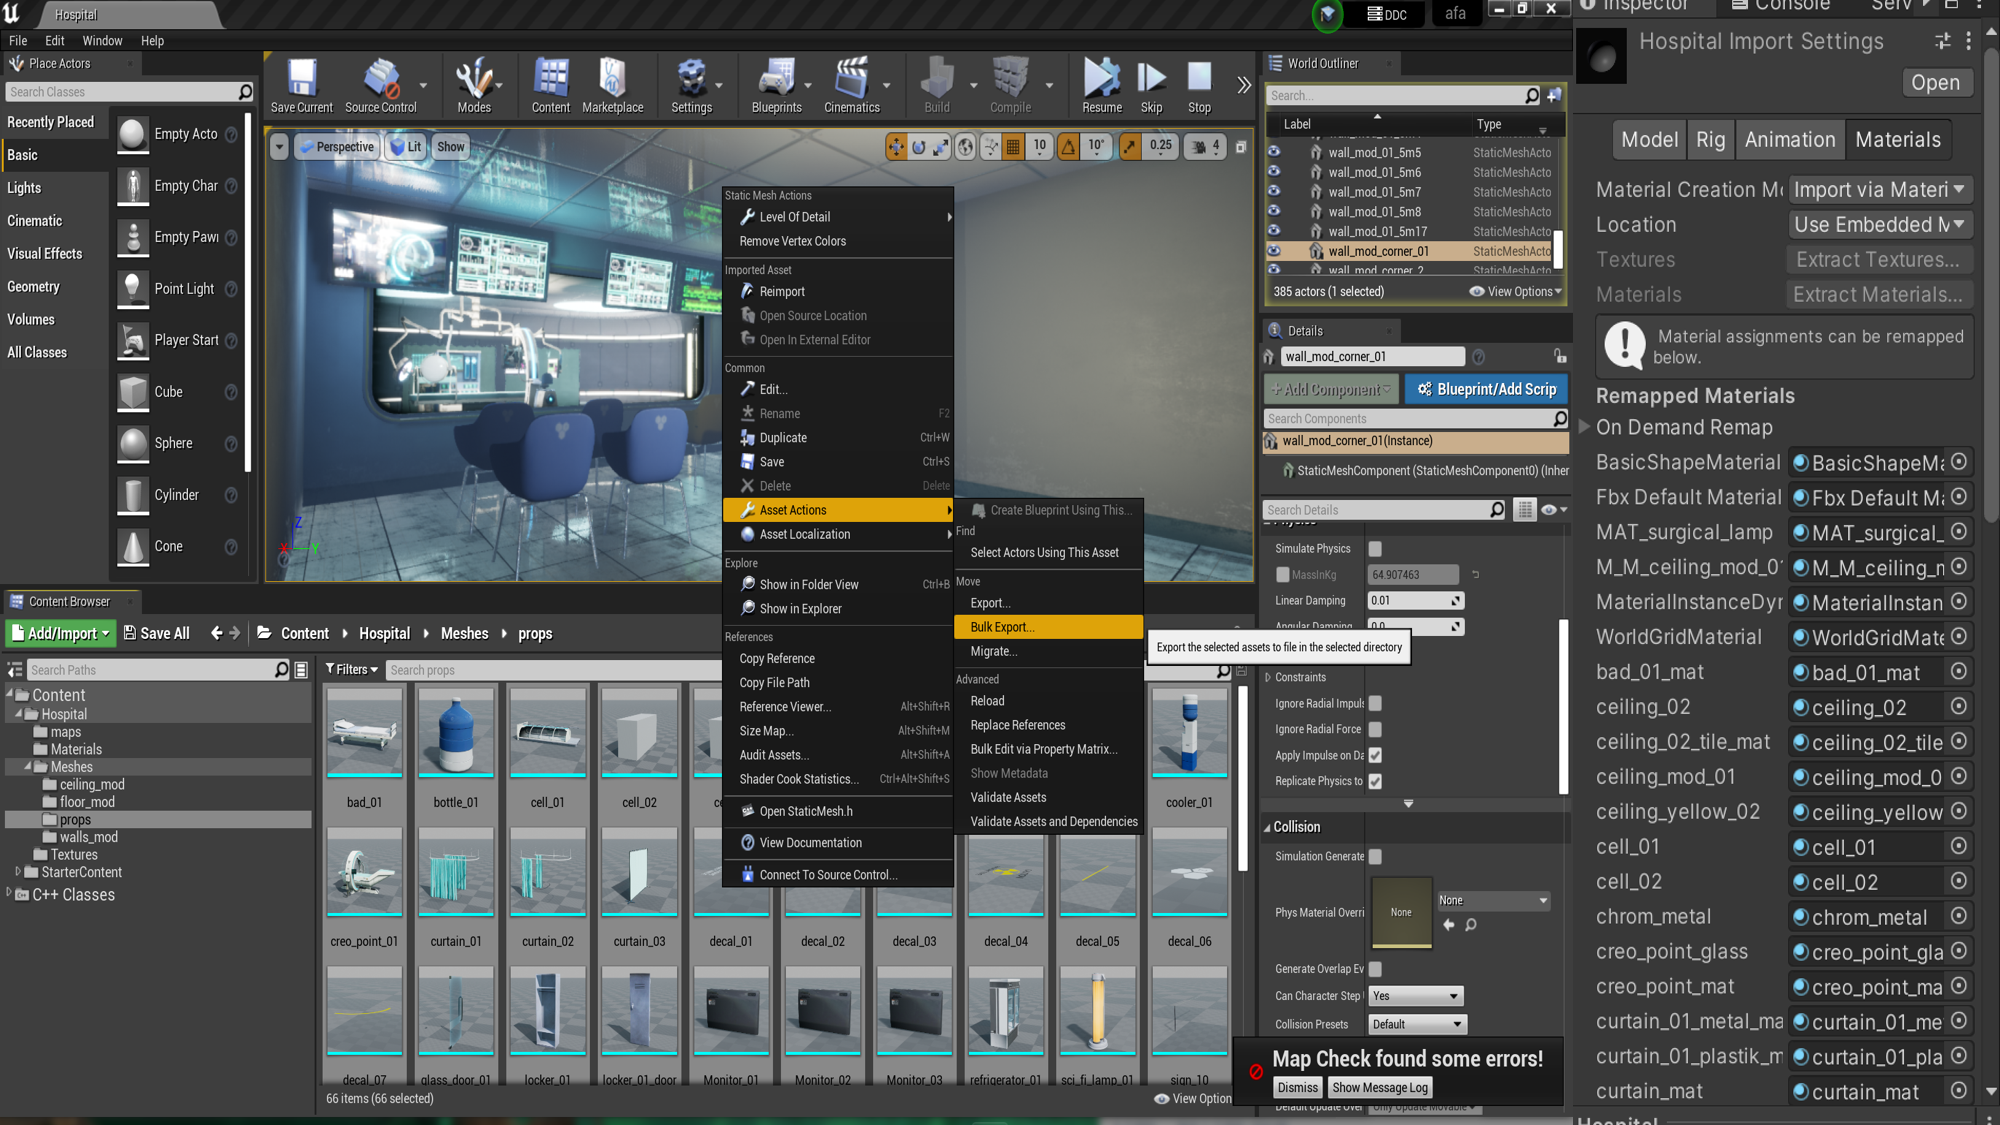 Hospital
DDC
afa
File Edit Window Help
Place Actors
Search Classes
Recently Placed
Basic
Lights
Cinematic
Visual Effects
Geometry
Volumes
All Classes
Empty Acto
Empty Char
Empty Pawn
Point Light
Player Start
Cube
Sphere
Cylinder
Cone
Save Current
Source Control
Modes
Content
Marketplace
Settings
Blueprints
Cinematics
Build
Compile
Resume
Skip
Stop
Perspective
Lit
Show
10
10°
0.25
4
Z
X
Y
Static Mesh Actions
Level Of Detail
Remove Vertex Colors
Imported Asset
Reimport
Open Source Location
Open In External Editor
Common
Edit...
Rename F2
Duplicate Ctrl+W
Save Ctrl+S
Delete Delete
Asset Actions
Asset Localization
Explore
Show in Folder View Ctrl+B
Show in Explorer
References
Copy Reference
Copy File Path
Reference Viewer... Alt+Shift+R
Size Map... Alt+Shift+M
Audit Assets... Alt+Shift+A
Shader Cook Statistics... Ctrl+Alt+Shift+S
Open StaticMesh.h
View Documentation
Connect To Source Control...
Create Blueprint Using This...
Find
Select Actors Using This Asset
Move
Export...
Bulk Export...
Migrate...
Advanced
Reload
Replace References
Bulk Edit via Property Matrix...
Show Metadata
Validate Assets
Validate Assets and Dependencies
Export the selected assets to file in the selected directory
World Outliner
Search...
Label Type
wall_mod_01_5m5 StaticMeshActo
wall_mod_01_5m6 StaticMeshActo
wall_mod_01_5m7 StaticMeshActo
wall_mod_01_5m8 StaticMeshActo
wall_mod_01_5m17 StaticMeshActo
wall_mod_corner_01 StaticMeshActo
wall_mod_corner_2 StaticMeshActo
385 actors (1 selected)
View Options
Details
wall_mod_corner_01
+ Add Component
Blueprint/Add Scrip
Search Components
wall_mod_corner_01(Instance)
StaticMeshComponent (StaticMeshComponent0) (Inher
Search Details
Physics
Simulate Physics
MassInKg 64.907463
Linear Damping 0.01
Angular Damping 0.0
Constraints
Ignore Radial Impuls
Ignore Radial Force
Apply Impulse on Da
Replicate Physics to
Collision
Simulation Generate
Phys Material Overri
None
None
Generate Overlap Ev
Can Character Step Yes
Collision Presets Default
Default Update Over Only Update Movable
Map Check found some errors!
Dismiss
Show Message Log
Content Browser
Add/Import
Save All
Content
Hospital
Meshes
props
Search Paths
Filters
Search props
Content
Hospital
maps
Materials
Meshes
ceiling_mod
floor_mod
props
walls_mod
Textures
StarterContent
C++ Classes
bad_01
bottle_01
cell_01
cell_02
ce
cooler_01
creo_point_01
curtain_01
curtain_02
curtain_03
decal_01
decal_02
decal_03
decal_04
decal_05
decal_06
decal_07
glass_door_01
locker_01
locker_01_door
Monitor_01
Monitor_02
Monitor_03
refrigerator_01
sci_fi_lamp_01
sign_10
66 items (66 selected)
View Option
Inspector
Console
Serv
Hospital Import Settings
Open
Model
Rig
Animation
Materials
Material Creation Mo Import via Materi
Location Use Embedded M
Textures Extract Textures...
Materials Extract Materials...
Material assignments can be remapped
below.
Remapped Materials
On Demand Remap
BasicShapeMaterial BasicShapeMa
Fbx Default Material Fbx Default M
MAT_surgical_lamp MAT_surgical_
M_M_ceiling_mod_01 M_M_ceiling_m
MaterialInstanceDyn MaterialInstan
WorldGridMaterial WorldGridMate
bad_01_mat bad_01_mat
ceiling_02 ceiling_02
ceiling_02_tile_mat ceiling_02_tile
ceiling_mod_01 ceiling_mod_0
ceiling_yellow_02 ceiling_yellow
cell_01 cell_01
cell_02 cell_02
chrom_metal chrom_metal
creo_point_glass creo_point_gla
creo_point_mat creo_point_ma
curtain_01_metal_ma curtain_01_me
curtain_01_plastik_m curtain_01_pla
curtain_mat curtain_mat
Hospital